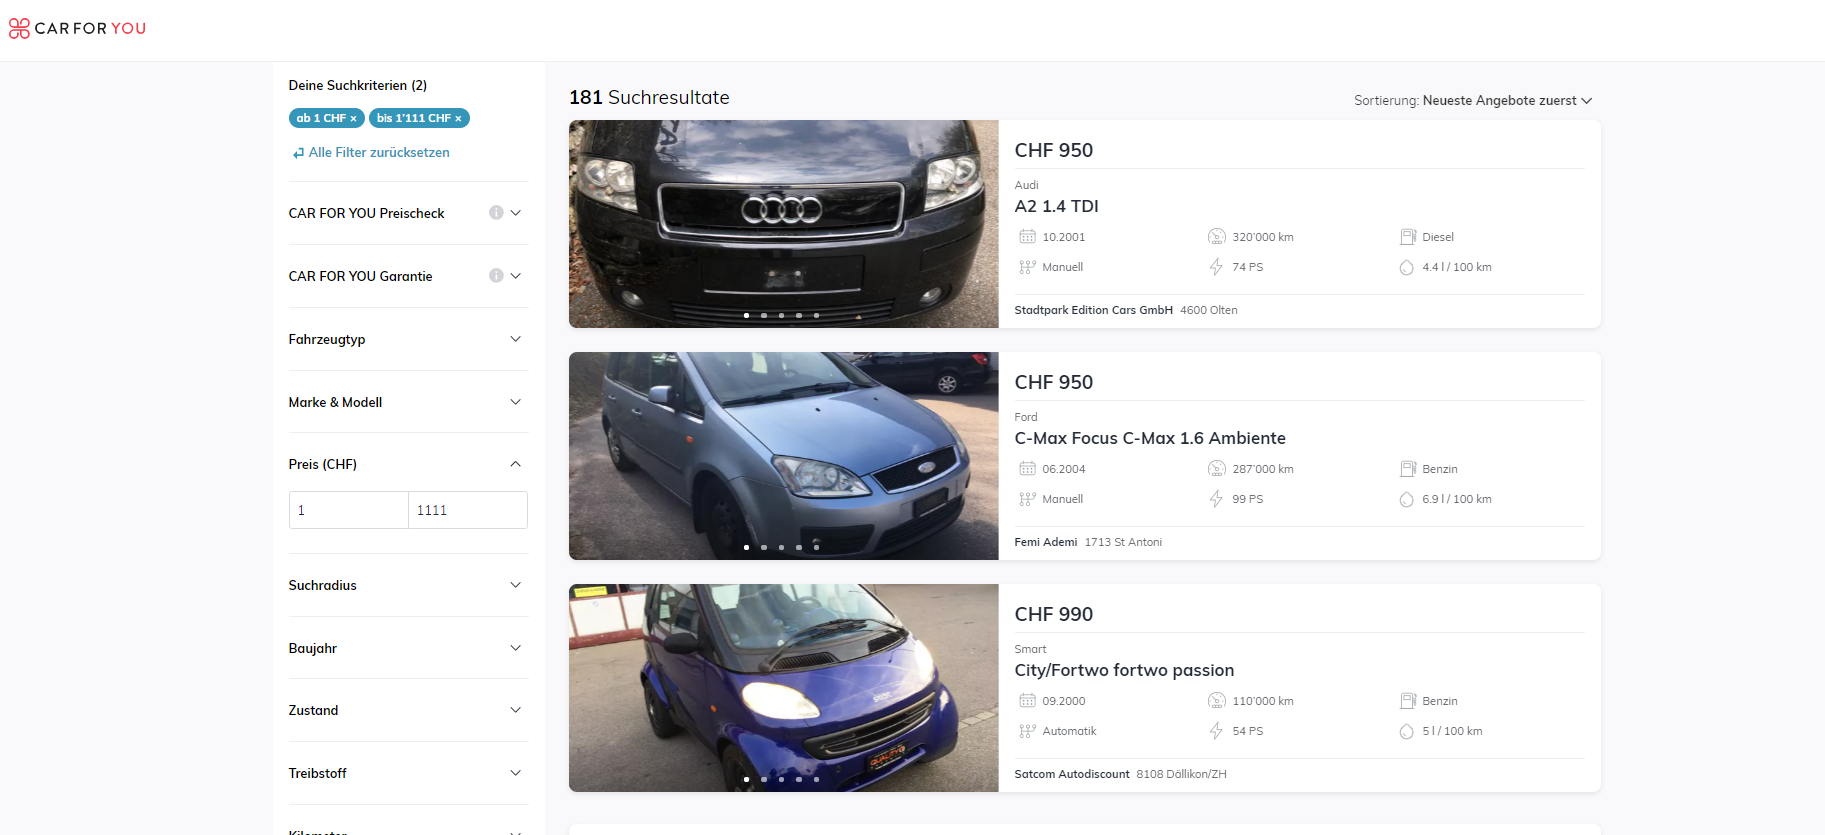 CAR FOR YOU
Deine Suchkriterien (2)
ab 1 CHF ×
bis 1'111 CHF ×
Alle Filter zurücksetzen
CAR FOR YOU Preischeck
CAR FOR YOU Garantie
Fahrzeugtyp
Marke & Modell
Preis (CHF)
1
1111
Suchradius
Baujahr
Zustand
Treibstoff
Kilometer
181 Suchresultate
Sortierung: Neueste Angebote zuerst
CHF 950
Audi
A2 1.4 TDI
10.2001
320'000 km
Diesel
Manuell
74 PS
4.4 l / 100 km
Stadtpark Edition Cars GmbH 4600 Olten
CHF 950
Ford
C-Max Focus C-Max 1.6 Ambiente
06.2004
287'000 km
Benzin
Manuell
99 PS
6.9 l / 100 km
Femi Ademi 1713 St Antoni
CHF 990
Smart
City/Fortwo fortwo passion
09.2000
110'000 km
Benzin
Automatik
54 PS
5 l / 100 km
Satcom Autodiscount 8108 Dällikon/ZH